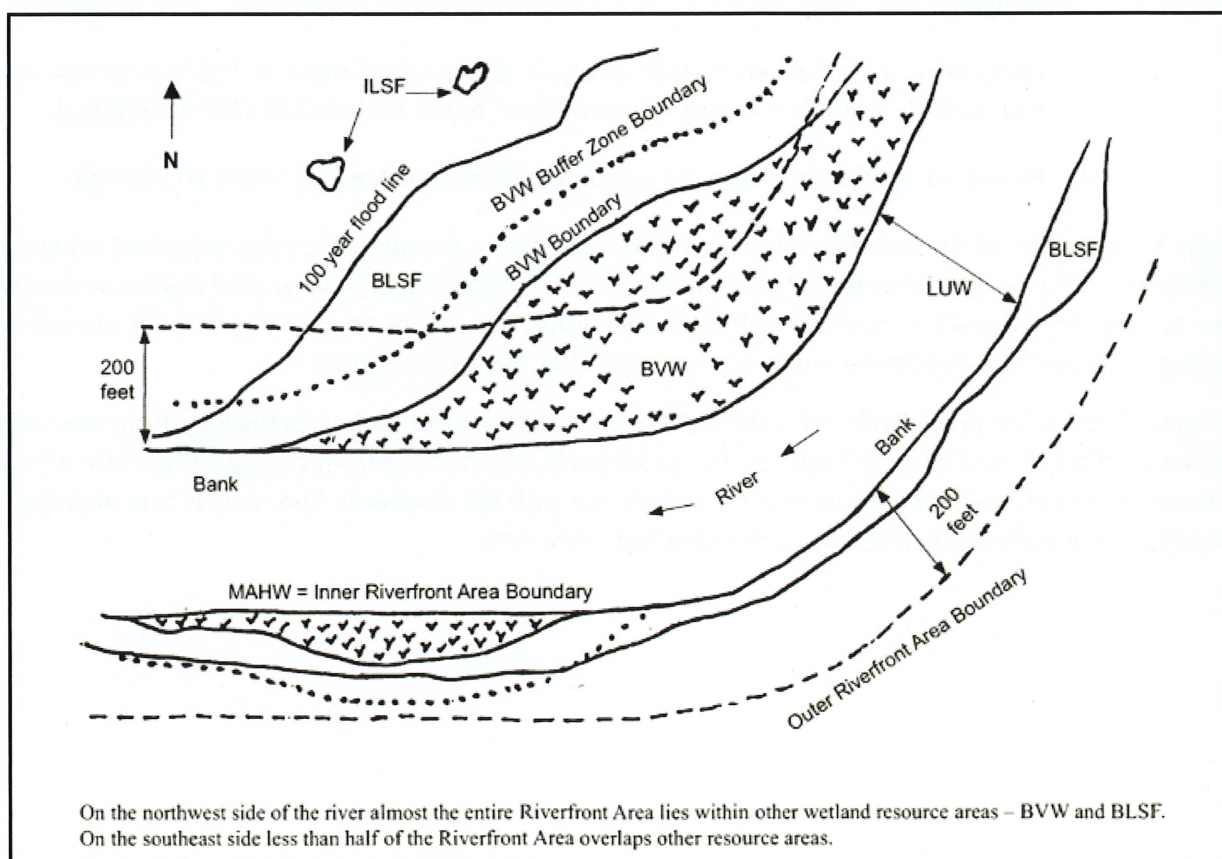 ILSF
N
100 year flood line
BVW Buffer Zone Boundary
BLSF
BVW Boundary
BLSF
LUW
200
feet
BVW
Bank
Bank
River
200
feet
MAHW = Inner Riverfront Area Boundary
Outer Riverfront Area Boundary
On the northwest side of the river almost the entire Riverfront Area lies within other wetland resource areas – BVW and BLSF.
On the southeast side less than half of the Riverfront Area overlaps other resource areas.